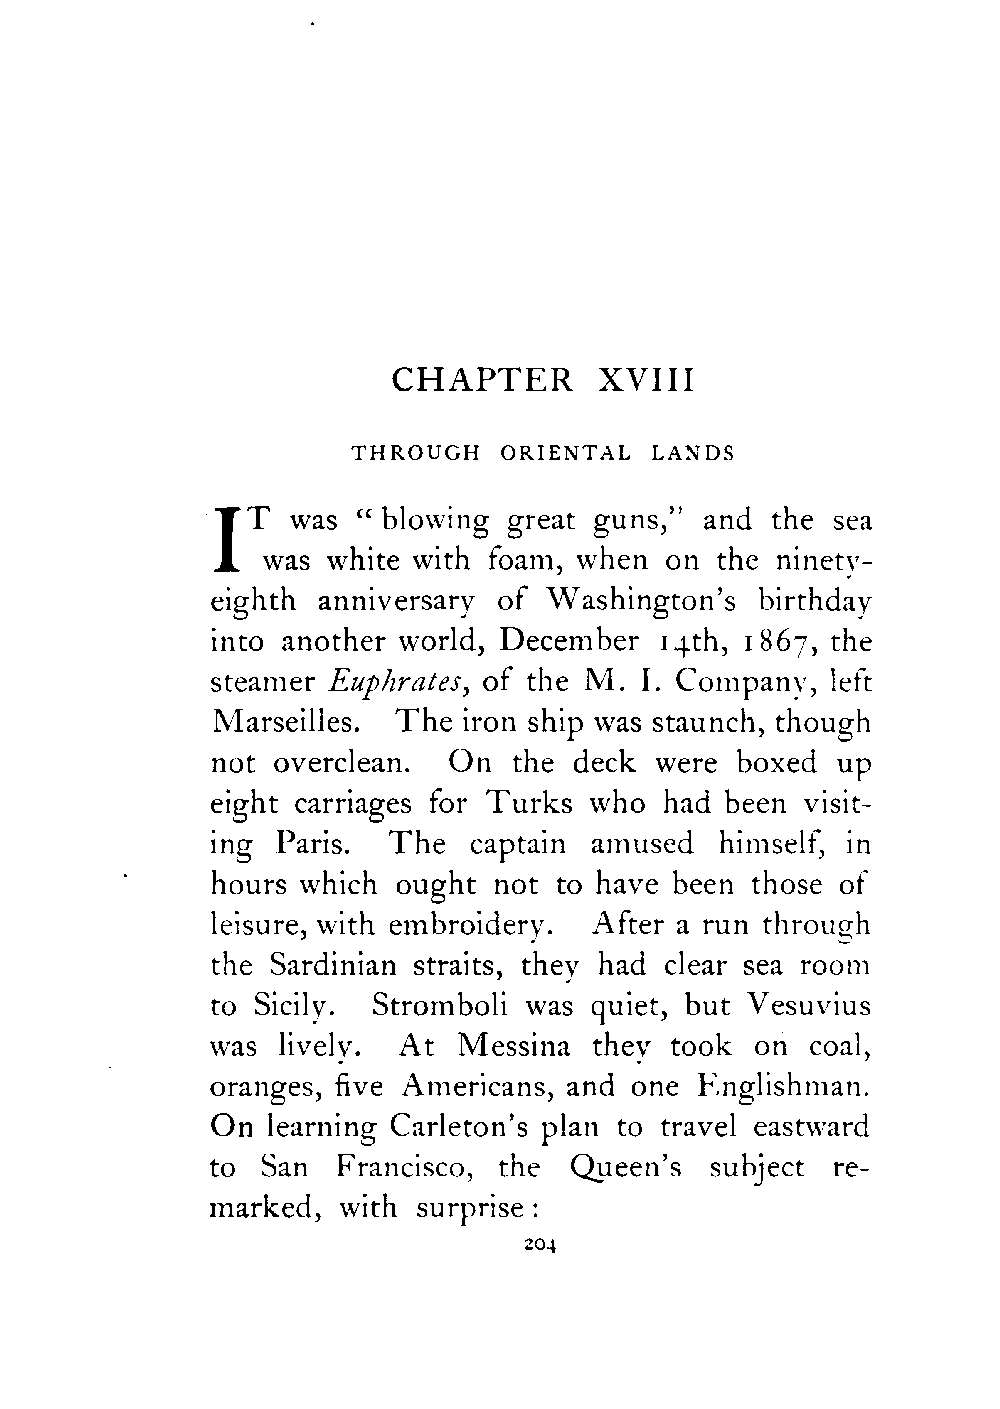 CHAPTER XVIII
THROUGH ORIENTAL LANDS
IT was "blowing great guns," and the sea
was white with foam, when on the ninety-
eighth anniversary of Washington's birthday
into another world, December 14th, 1867, the
steamer Euphrates, of the M. I. Company, left
Marseilles. The iron ship was staunch, though
not overclean. On the deck were boxed up
eight carriages for Turks who had been visit-
ing Paris. The captain amused himself, in
hours which ought not to have been those of
leisure, with embroidery. After a run through
the Sardinian straits, they had clear sea room
to Sicily. Stromboli was quiet, but Vesuvius
was lively. At Messina they took on coal,
oranges, five Americans, and one Englishman.
On learning Carleton's plan to travel eastward
to San Francisco, the Queen's subject re-
marked, with surprise:
204